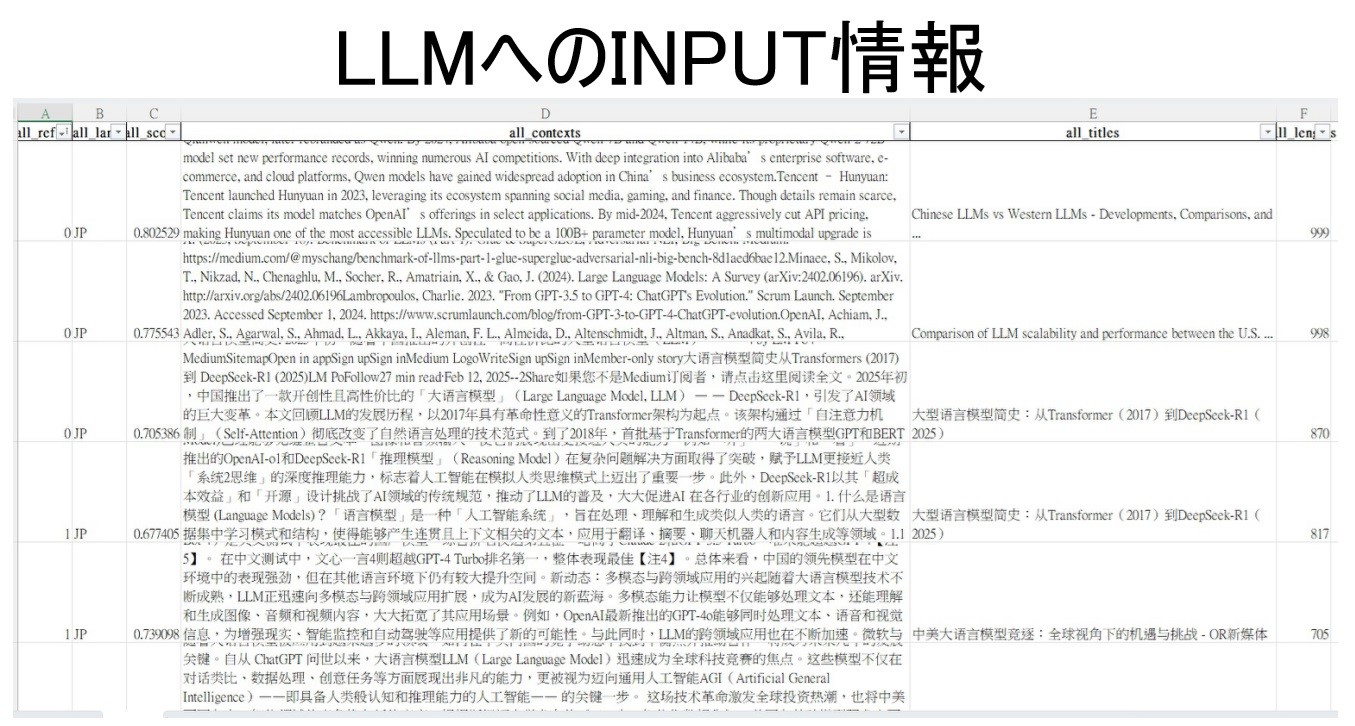 LLMへのINPUT情報
A B C D E F
all_ref all_lar all_sco all_contexts all_titles all_leng s
model set new performance records, winning numerous AI competitions. With deep integration into Alibaba's enterprise software, e-
commerce, and cloud platforms, Qwen models have gained widespread adoption in China's business ecosystem.Tencent – Hunyuan:
Tencent launched Hunyuan in 2023, leveraging its ecosystem spanning social media, gaming, and finance. Though details remain scarce,
Tencent claims its model matches OpenAI's offerings in select applications. By mid-2024, Tencent aggressively cut API pricing,
making Hunyuan one of the most accessible LLMs. Speculated to be a 100B+ parameter model, Hunyuan's multimodal upgrade is
0 JP 0.802529
Chinese LLMs vs Western LLMs - Developments, Comparisons, and
...
999
https://medium.com/@myschang/benchmark-of-llms-part-1-glue-superglue-adversarial-nli-big-bench-8d1aed6bae12.Minaee, S., Mikolov,
T., Nikzad, N., Chenaghlu, M., Socher, R., Amatriain, X., & Gao, J. (2024). Large Language Models: A Survey (arXiv:2402.06196). arXiv.
http://arxiv.org/abs/2402.06196Lambropoulos, Charlie. 2023. "From GPT-3.5 to GPT-4: ChatGPT's Evolution." Scrum Launch. September
2023. Accessed September 1, 2024. https://www.scrumlaunch.com/blog/from-GPT-3-to-GPT-4-ChatGPT-evolution.OpenAI, Achiam, J.,
Adler, S., Agarwal, S., Ahmad, L., Akkaya, I., Aleman, F. L., Almeida, D., Altenschmidt, J., Altman, S., Anadkat, S., Avila, R.,
0 JP 0.775543
Comparison of LLM scalability and performance between the U.S. ...
998
MediumSitemapOpen in appSign upSign inMedium LogoWriteSign upSign inMember-only story大语言模型简史从Transformers (2017)
到 DeepSeek-R1 (2025)LM PoFollow27 min read·Feb 12, 2025--2Share如果您不是Medium订阅者，请点击这里阅读全文。2025年初
，中国推出了一款开创性且高性价比的「大语言模型」（Large Language Model, LLM） — — DeepSeek-R1，引发了AI领域
的巨大变革。本文回顾LLM的发展历程，以2017年具有革命性意义的Transformer架构为起点。该架构通过「自注意力机
制」（Self-Attention）彻底改变了自然语言处理的技术范式。到了2018年，首批基于Transformer的两大语言模型GPT和BERT
0 JP 0.705386
大型语言模型简史：从Transformer（2017）到DeepSeek-R1（
2025）
870
推出的OpenAI-o1和DeepSeek-R1「推理模型」（Reasoning Model）在复杂问题解决方面取得了突破，赋予LLM更接近人类
「系统2思维」的深度推理能力，标志着人工智能在模拟人类思维模式上迈出了重要一步。此外，DeepSeek-R1以其「超成
本效益」和「开源」设计挑战了AI领域的传统规范，推动了LLM的普及，大大促进AI 在各行业的创新应用。1. 什么是语言
模型 (Language Models)？「语言模型」是一种「人工智能系统」，旨在处理、理解和生成类似人类的语言。它们从大型数
据集中学习模式和结构，使得能够产生连贯且上下文相关的文本，应用于翻译、摘要、聊天机器人和内容生成等领域。1.1
1 JP 0.677405
大型语言模型简史：从Transformer（2017）到DeepSeek-R1（
2025）
817
5】。 在中文测试中，文心一言4则超越GPT-4 Turbo排名第一，整体表现最佳【注4】。总体来看，中国的领先模型在中文
环境中的表现强劲，但在其他语言环境下仍有较大提升空间。新动态：多模态与跨领域应用的兴起随着大语言模型技术不
断成熟，LLM正迅速向多模态与跨领域应用扩展，成为AI发展的新蓝海。多模态能力让模型不仅能够处理文本，还能理解
和生成图像、音频和视频内容，大大拓宽了其应用场景。例如，OpenAI最新推出的GPT-4o能够同时处理文本、语音和视觉
信息，为增强现实、智能监控和自动驾驶等应用提供了新的可能性。与此同时，LLM的跨领域应用也在不断加速。微软与
1 JP 0.739098
中美大语言模型竞逐：全球视角下的机遇与挑战 - OR新媒体
705
关键。自从 ChatGPT 问世以来，大语言模型LLM（Large Language Model）迅速成为全球科技竞赛的焦点。这些模型不仅在
对话类比、数据处理、创意任务等方面展现出非凡的能力，更被视为迈向通用人工智能AGI（Artificial General
Intelligence）——即具备人类般认知和推理能力的人工智能—— 的关键一步。 这场技术革命激发全球投资热潮，也将中美